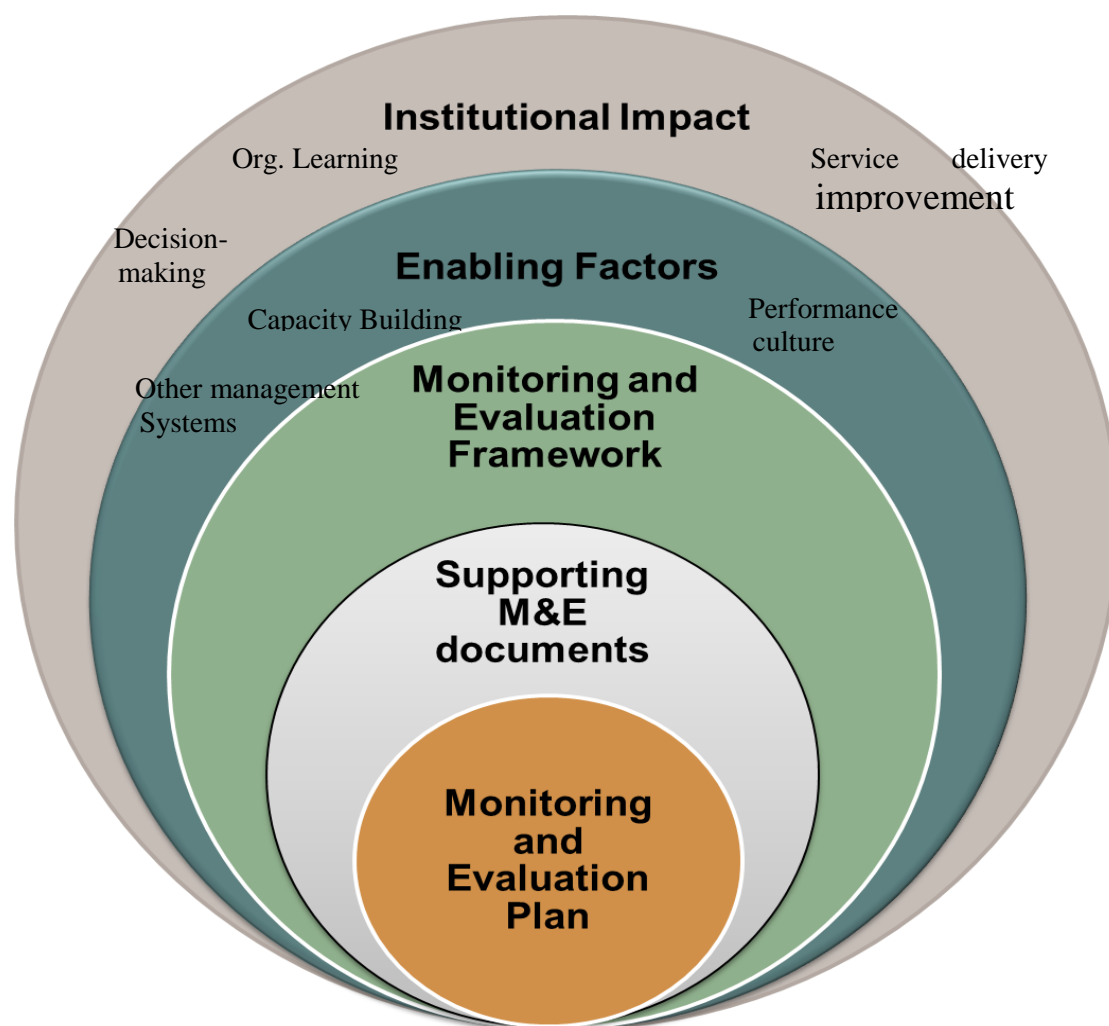 Institutional Impact
Org. Learning
Service delivery
improvement
Decision-
making
Enabling Factors
Capacity Building
Performance
culture
Other management
Systems
Monitoring and
Evaluation
Framework
Supporting
M&E
documents
Monitoring
and
Evaluation
Plan